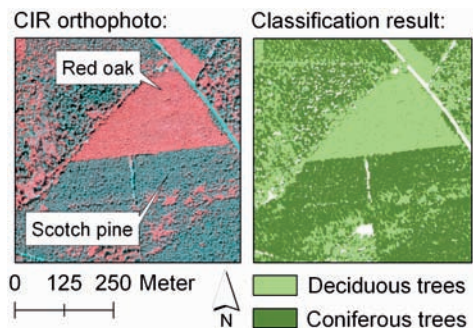 CIR orthophoto:
Classification result:
Red oak
Scotch pine
0 125 250 Meter
N
Deciduous trees
Coniferous trees